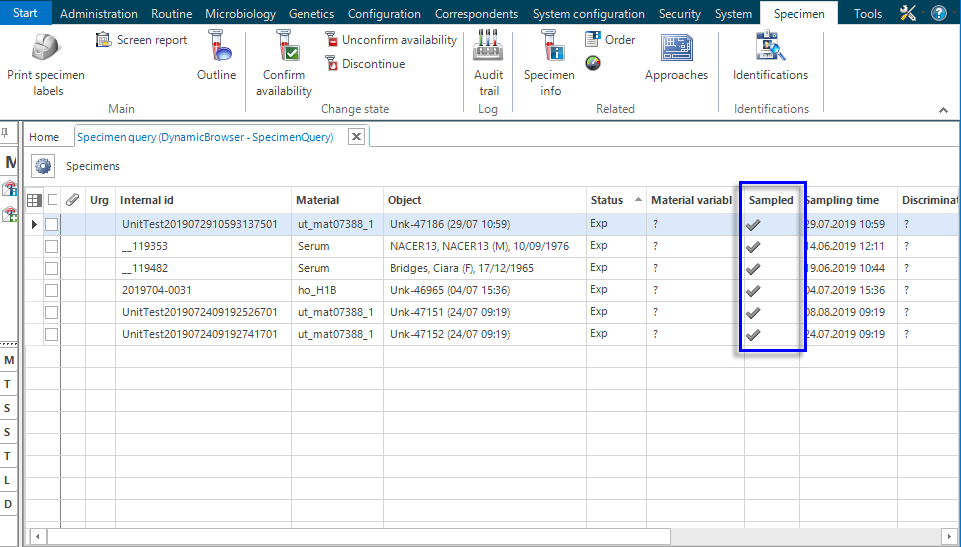 Start Administration Routine Microbiology Genetics Configuration Correspondents System configuration Security System Specimen Tools ?
Print specimen labels
Screen report
Outline
Main
Confirm availability
Unconfirm availability
Discontinue
Change state
Audit trail
Log
Specimen info
Order
Approaches
Related
Identifications
Identifications
Home Specimen query (DynamicBrowser - SpecimenQuery)
M
Specimens
Urg Internal id Material Object Status Material variabl Sampled Sampling time Discriminat
UnitTest2019072910593137501 ut_mat07388_1 Unk-47186 (29/07 10:59) Exp ? 29.07.2019 10:59 ?
__119353 Serum NACER13, NACER13 (M), 10/09/1976 Exp ? 14.06.2019 12:11 ?
__119482 Serum Bridges, Ciara (F), 17/12/1965 Exp ? 19.06.2019 10:44 ?
2019704-0031 ho_H1B Unk-46965 (04/07 15:36) Exp ? 04.07.2019 15:36 ?
UnitTest2019072409192526701 ut_mat07388_1 Unk-47151 (24/07 09:19) Exp ? 08.08.2019 09:19 ?
UnitTest2019072409192741701 ut_mat07388_1 Unk-47152 (24/07 09:19) Exp ? 24.07.2019 09:19 ?
M
T
S
S
T
L
D